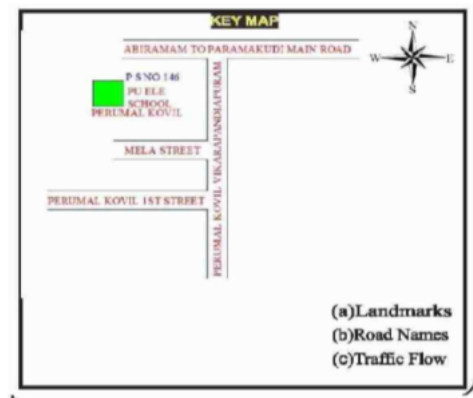 KEY MAP
ABIRAMAM TO PARAMAKUDI MAIN ROAD
N
W
E
S
P S NO 146
PU ELE
SCHOOL
PERUMAL KOVIL
MELA STREET
PERUMAL KOVIL 1ST STREET
PERUMAL KOVIL VIKARAPANDIAPURAM
(a)Landmarks
(b)Road Names
(c)Traffic Flow